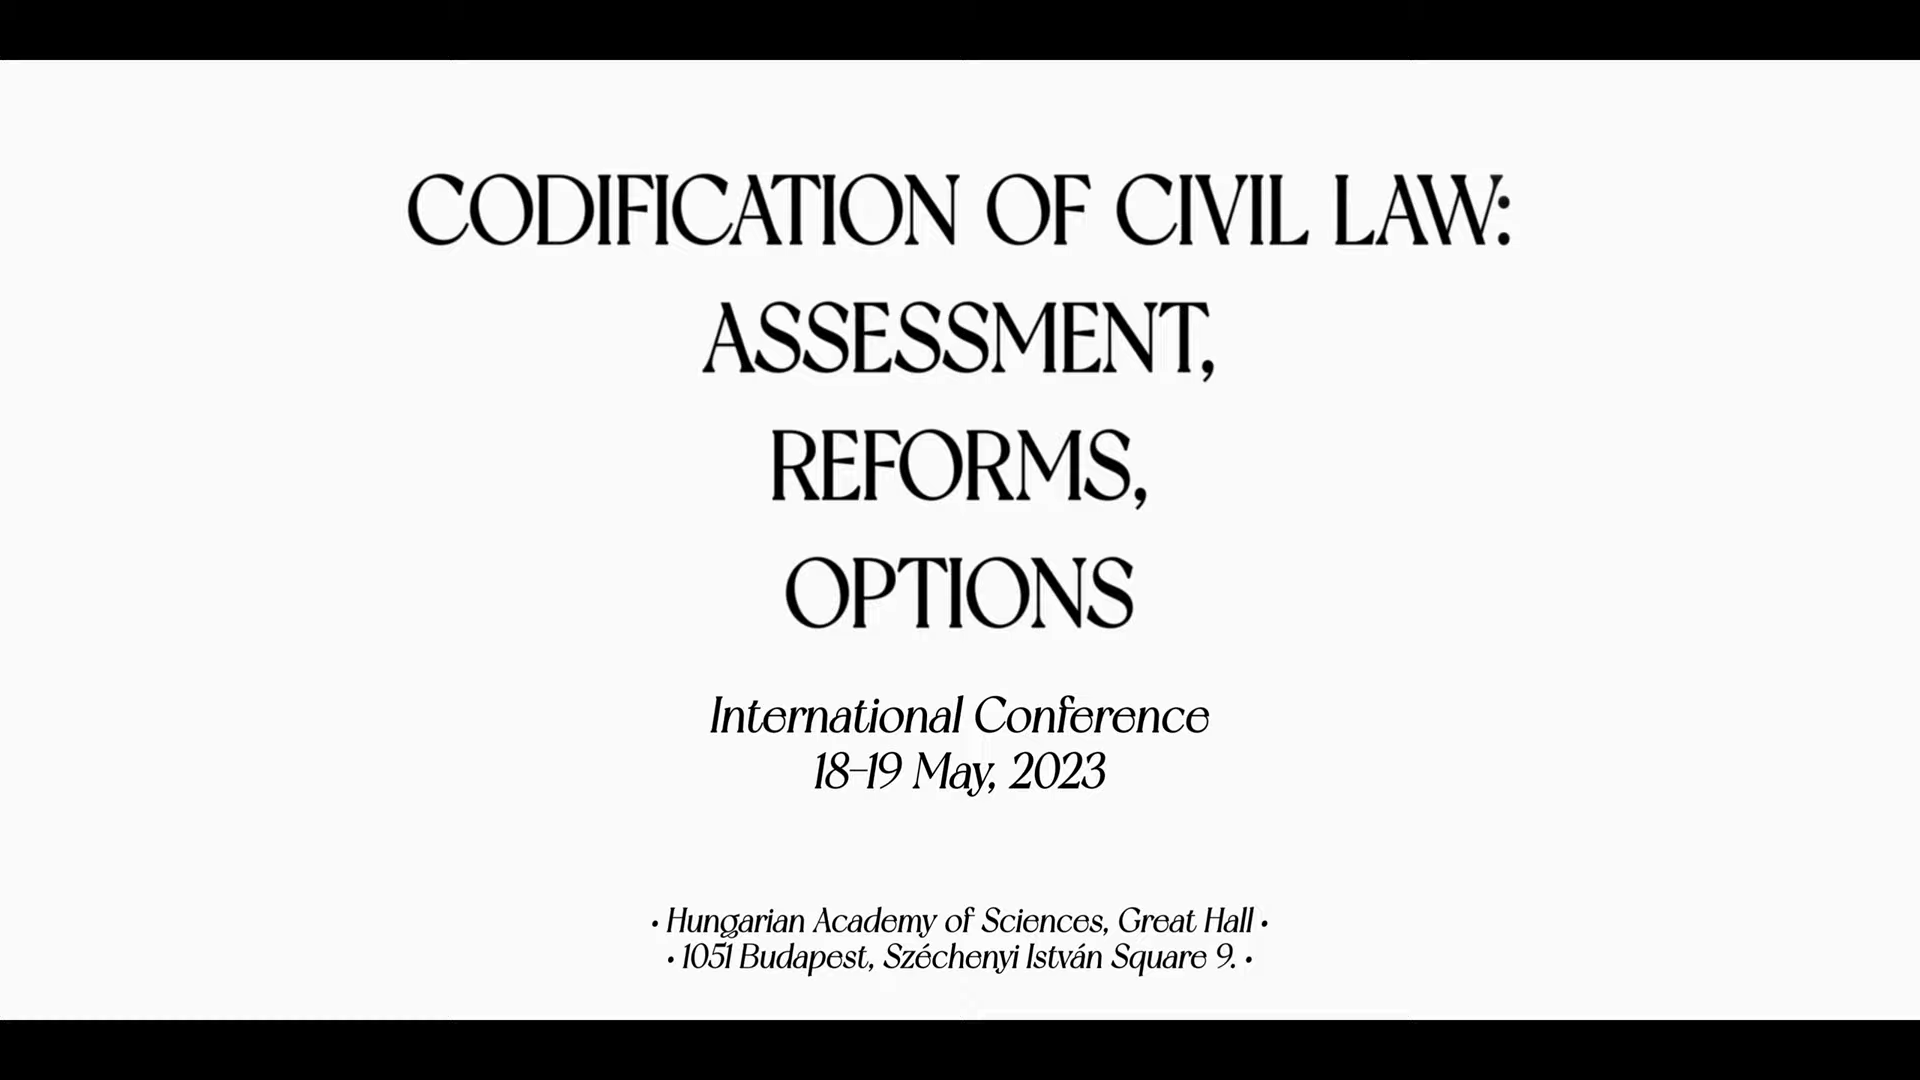 CODIFICATION OF CIVIL LAW:
ASSESSMENT,
REFORMS,
OPTIONS
International Conference
18–19 May, 2023
• Hungarian Academy of Sciences, Great Hall •
• 1051 Budapest, Széchenyi István Square 9. •